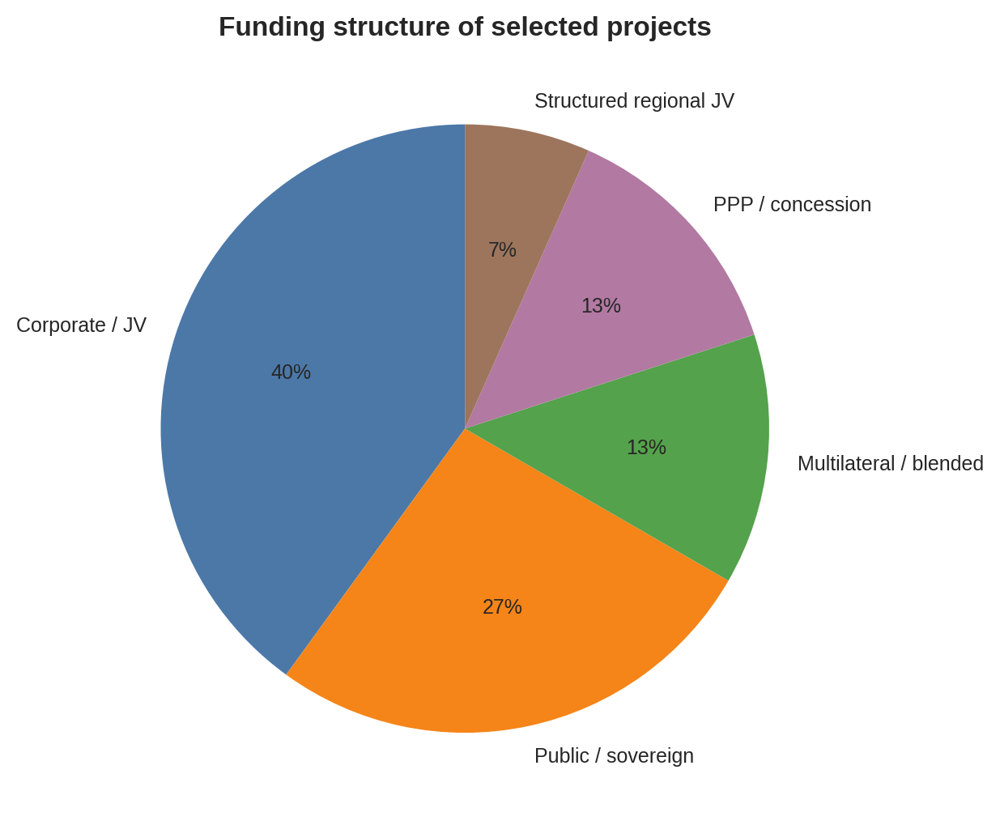 Funding structure of selected projects
Structured regional JV
PPP / concession
7%
13%
Corporate / JV
40%
13%
Multilateral / blended
27%
Public / sovereign